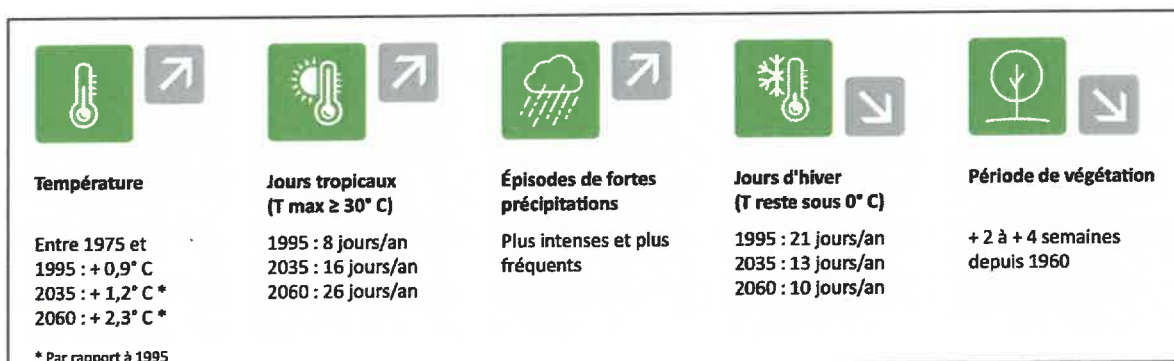 Température
Entre 1975 et
1995 : + 0,9° C
2035 : + 1,2° C *
2060 : + 2,3° C *
* Par rapport à 1995
Jours tropicaux
(T max ≥ 30° C)
1995 : 8 jours/an
2035 : 16 jours/an
2060 : 26 jours/an
Épisodes de fortes
précipitations
Plus intenses et plus
fréquents
Jours d'hiver
(T reste sous 0° C)
1995 : 21 jours/an
2035 : 13 jours/an
2060 : 10 jours/an
Période de végétation
+ 2 à + 4 semaines
depuis 1960